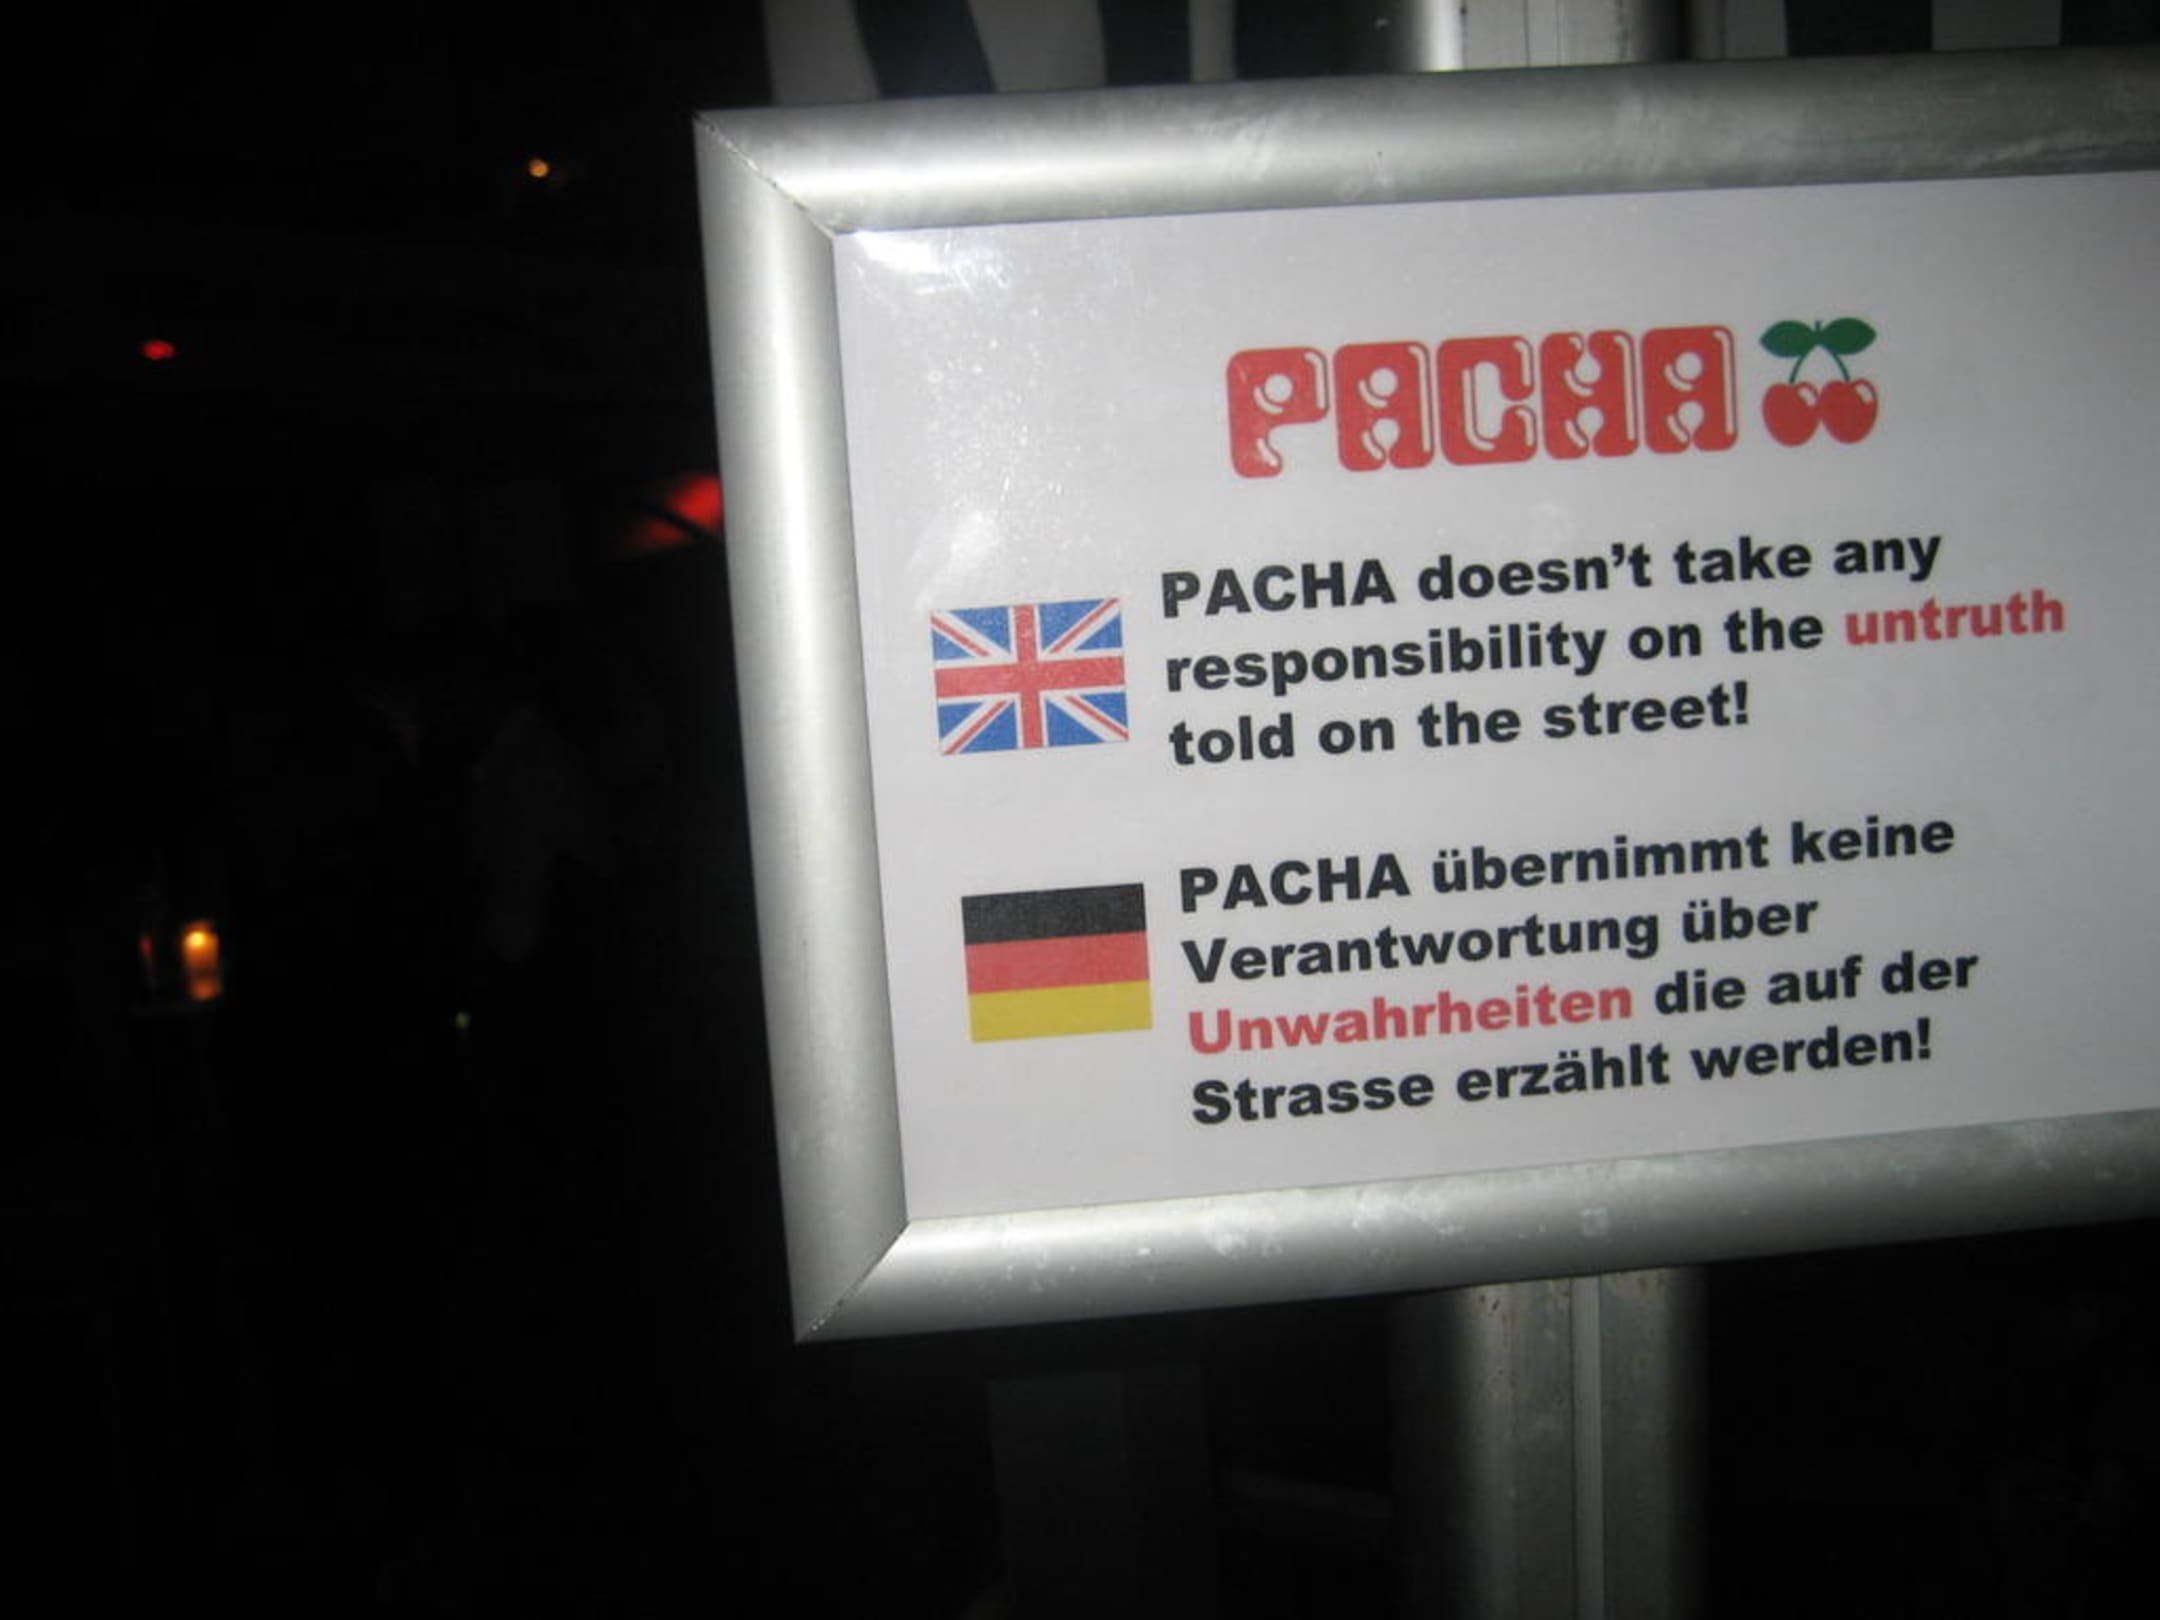 PACHA
PACHA doesn't take any
responsibility on the untruth
told on the street!
PACHA übernimmt keine
Verantwortung über
Unwahrheiten die auf der
Strasse erzählt werden!